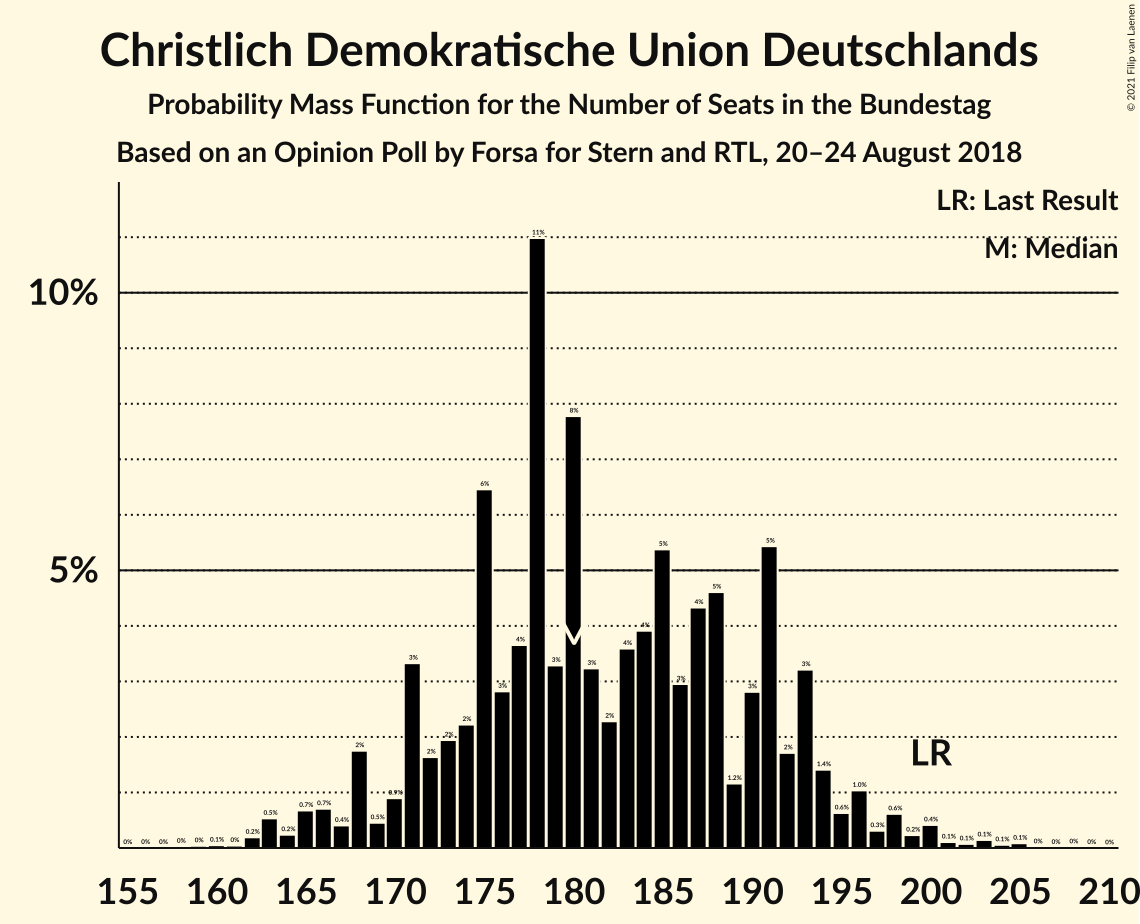 Christlich Demokratische Union Deutschlands
Probability Mass Function for the Number of Seats in the Bundestag
Based on an Opinion Poll by Forsa for Stern and RTL, 20–24 August 2018
© 2021 Filip van Laenen
LR: Last Result
M: Median
10%
5%
0% 0% 0% 0% 0% 0.1% 0% 0.2% 0.5% 0.2% 0.7% 0.7% 0.4% 2% 0.5% 0.9% 3% 2% 2% 2% 6% 3% 4% 11% 3% 8% 3% 2% 4% 4% 5% 3% 4% 5% 1.2% 3% 5% 2% 3% 1.4% 0.6% 1.0% 0.3% 0.6% 0.2% 0.4% 0.1% 0.1% 0.1% 0.1% 0.1% 0% 0% 0% 0% 0%
LR
155 160 165 170 175 180 185 190 195 200 205 210